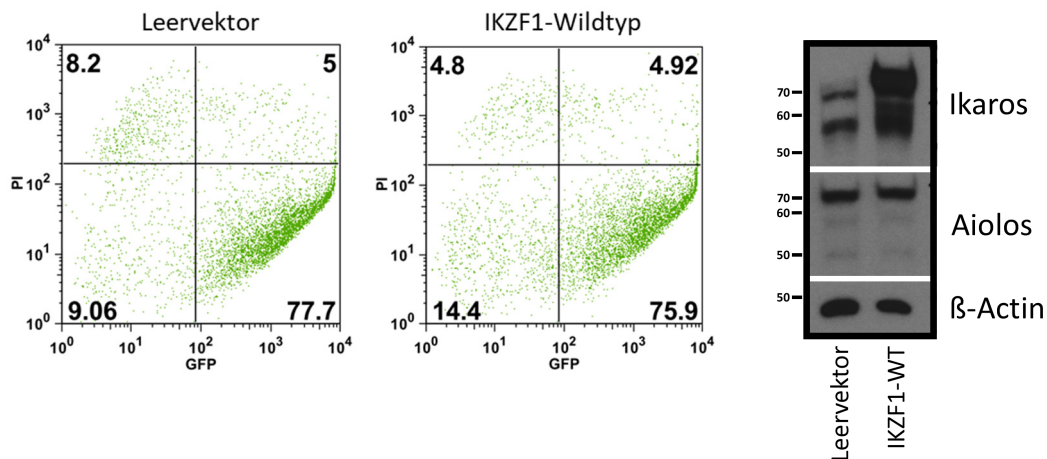 Leervektor
IKZF1-Wildtyp
10⁴
8.2
5
10³
PI
10²
10¹
9.06
77.7
10⁰
10⁰ 10¹ 10² 10³ 10⁴
GFP
10⁴
4.8
4.92
10³
PI
10²
10¹
14.4
75.9
10⁰
10⁰ 10¹ 10² 10³ 10⁴
GFP
70
60
50
Ikaros
70
60
50
Aiolos
50
ß-Actin
Leervektor
IKZF1-WT